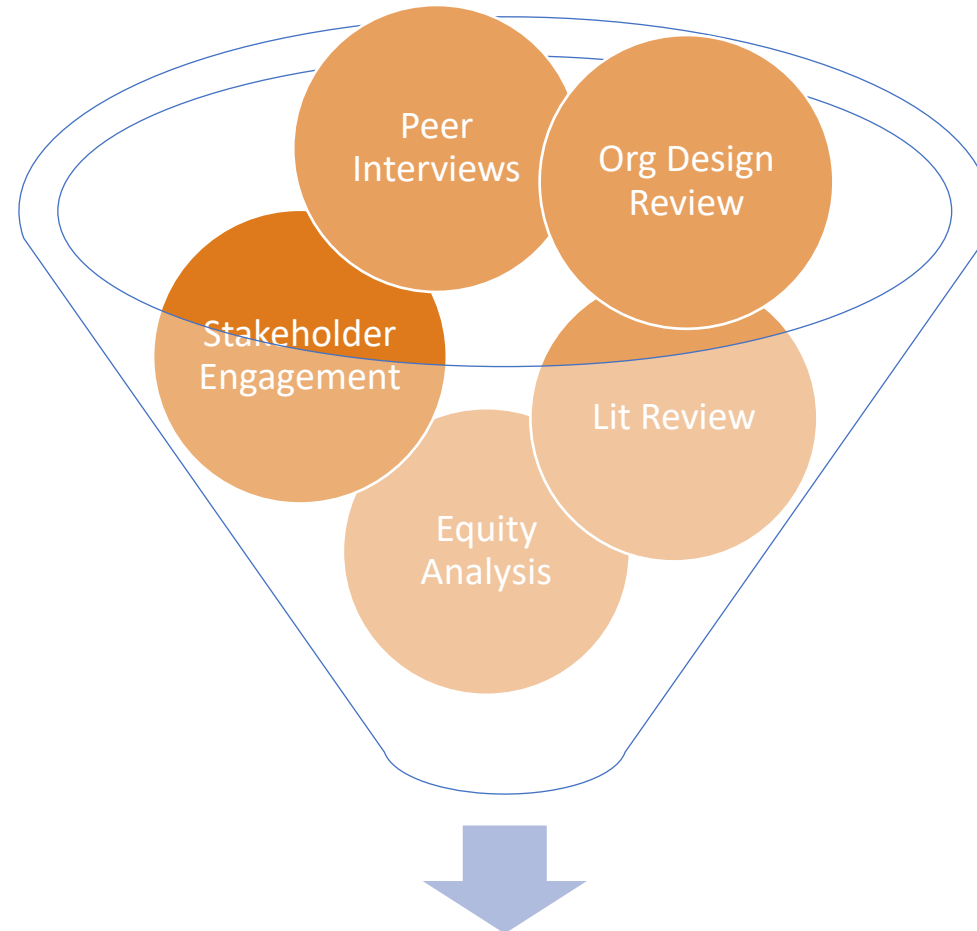 Peer
Interviews
Org Design
Review
Stakeholder
Engagement
Lit Review
Equity
Analysis